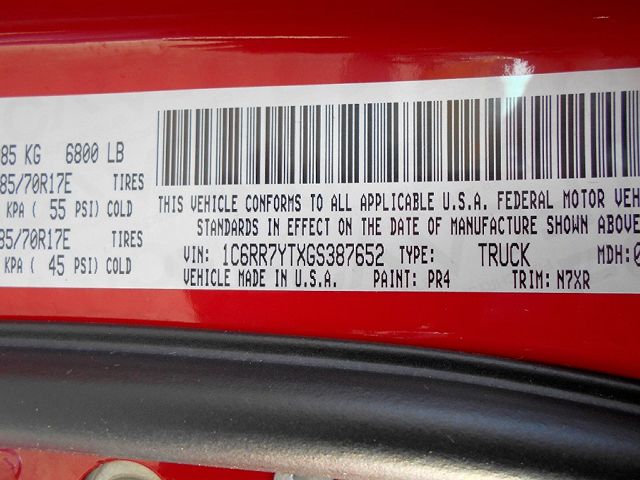 85 KG 6800 LB
85/70R17E TIRES
KPA ( 55 PSI) COLD
85/70R17E TIRES
KPA ( 45 PSI) COLD
THIS VEHICLE CONFORMS TO ALL APPLICABLE U.S.A. FEDERAL MOTOR VEH
STANDARDS IN EFFECT ON THE DATE OF MANUFACTURE SHOWN ABOVE
VIN: 1C6RR7YTXGS387652 TYPE: TRUCK MDH: 0
VEHICLE MADE IN U.S.A. PAINT: PR4 TRIM: N7XR